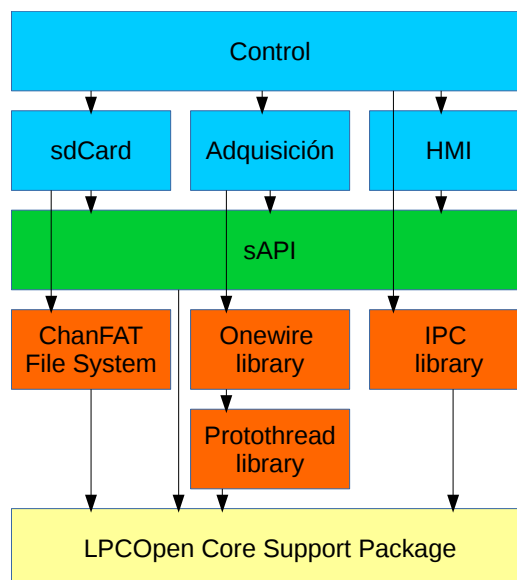 Control
sdCard
Adquisición
HMI
sAPI
ChanFAT
File System
Onewire
library
IPC
library
Protothread
library
LPCOpen Core Support Package